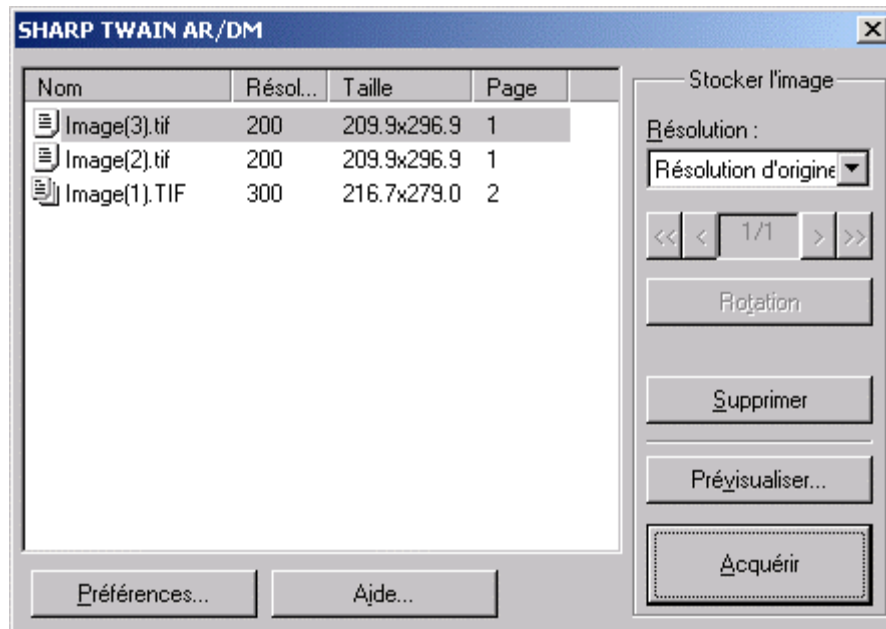 SHARP TWAIN AR/DM
Nom Résol... Taille Page
Image(3).tif 200 209.9x296.9 1
Image(2).tif 200 209.9x296.9 1
Image(1).TIF 300 216.7x279.0 2
Stocker l'image
Résolution :
Résolution d'origine
<< < 1/1 > >>
Rotation
Supprimer
Prévisualiser...
Acquérir
Préférences... Aide...